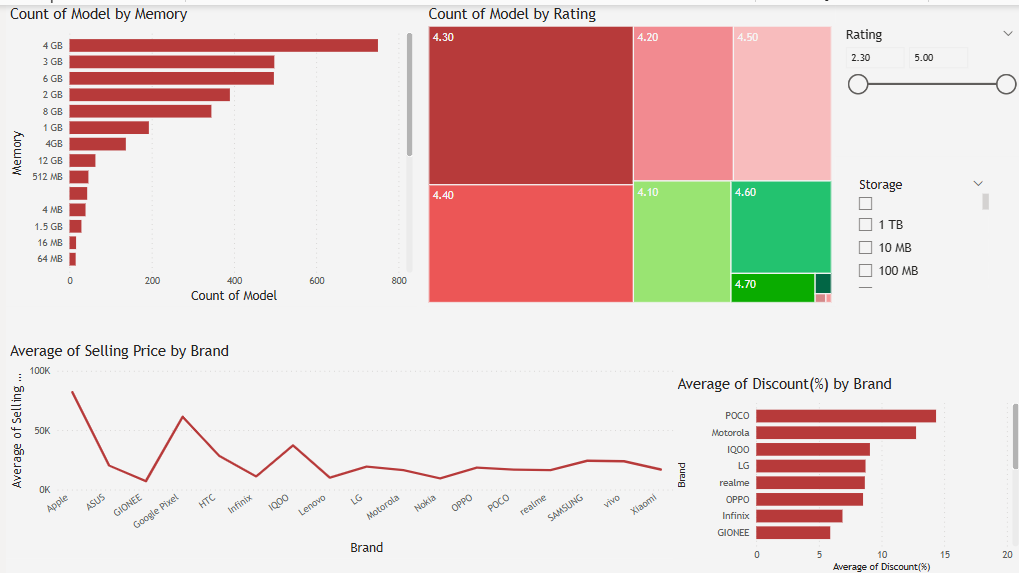 Count of Model by Memory
Memory
4 GB
3 GB
6 GB
2 GB
8 GB
1 GB
4GB
12 GB
512 MB
4 MB
1.5 GB
16 MB
64 MB
0 200 400 600 800
Count of Model
Count of Model by Rating
4.30
4.20
4.50
4.40
4.10
4.60
4.70
Rating
2.30 5.00
Storage
1 TB
10 MB
100 MB
Average of Selling Price by Brand
Average of Selling ...
100K
50K
0K
Apple ASUS GIONEE Google Pixel HTC Infinix IQOO Lenovo LG Motorola Nokia OPPO POCO realme SAMSUNG vivo Xiaomi
Brand
Average of Discount(%) by Brand
Brand
POCO
Motorola
IQOO
LG
realme
OPPO
Infinix
GIONEE
0 5 10 15 20
Average of Discount(%)